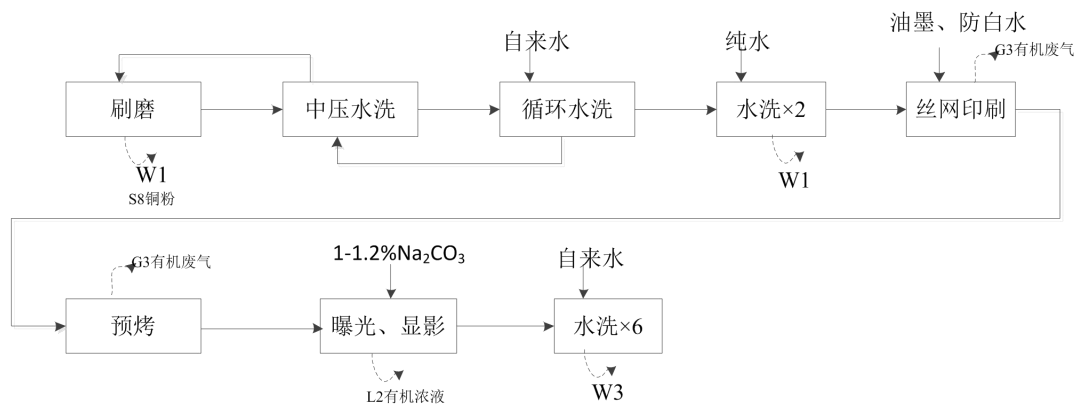 自来水
纯水
油墨、防白水
G3有机废气
刷磨
中压水洗
循环水洗
水洗×2
丝网印刷
W1
S8铜粉
W1
G3有机废气
1-1.2%Na₂CO₃
自来水
预烤
曝光、显影
水洗×6
L2有机浓液
W3